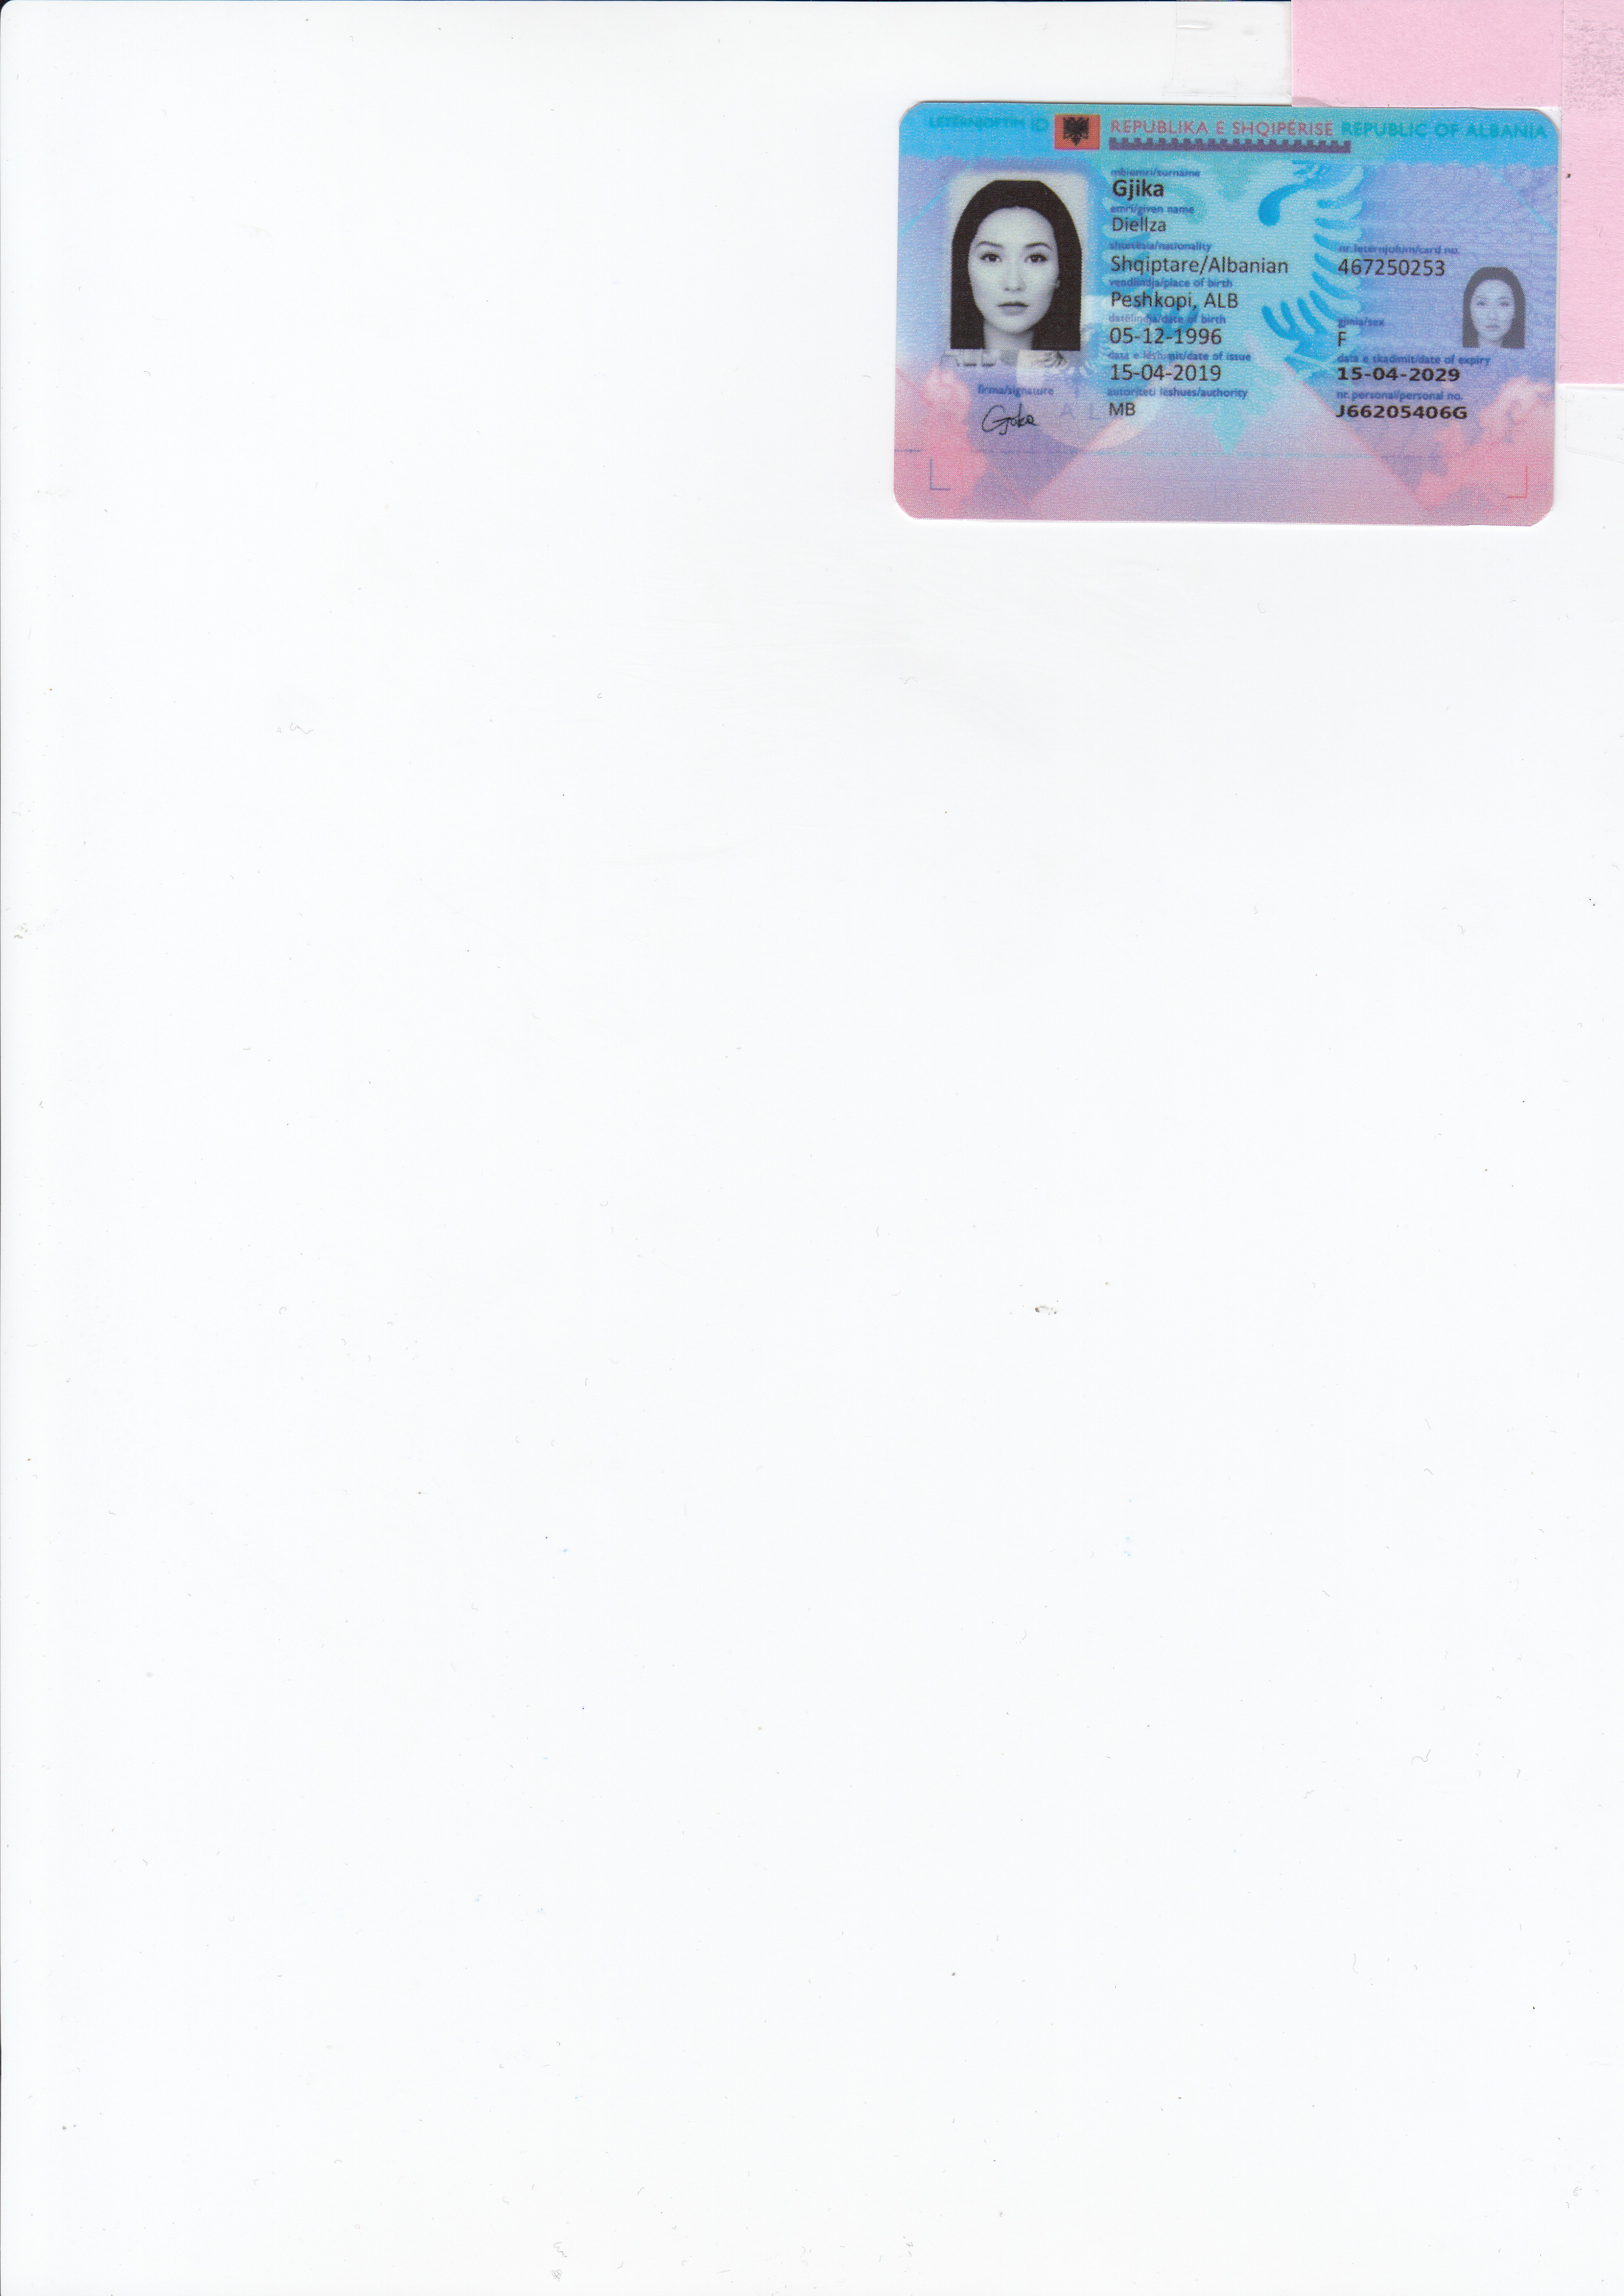 LETËRNJOFTIM ID REPUBLIKA E SHQIPËRISË REPUBLIC OF ALBANIA
mbiemri/surname
Gjika
emri/given name
Diellza
shtetësia/nationality nr. letërnjoftimi/card no.
Shqiptare/Albanian 467250253
vendlindja/place of birth
Peshkopi, ALB
datëlindja/date of birth gjinia/sex
05-12-1996 F
data e lëshimit/date of issue data e skadimit/date of expiry
15-04-2019 15-04-2029
firma/signature autoriteti lëshues/authority nr. personal/personal no.
MB J66205406G